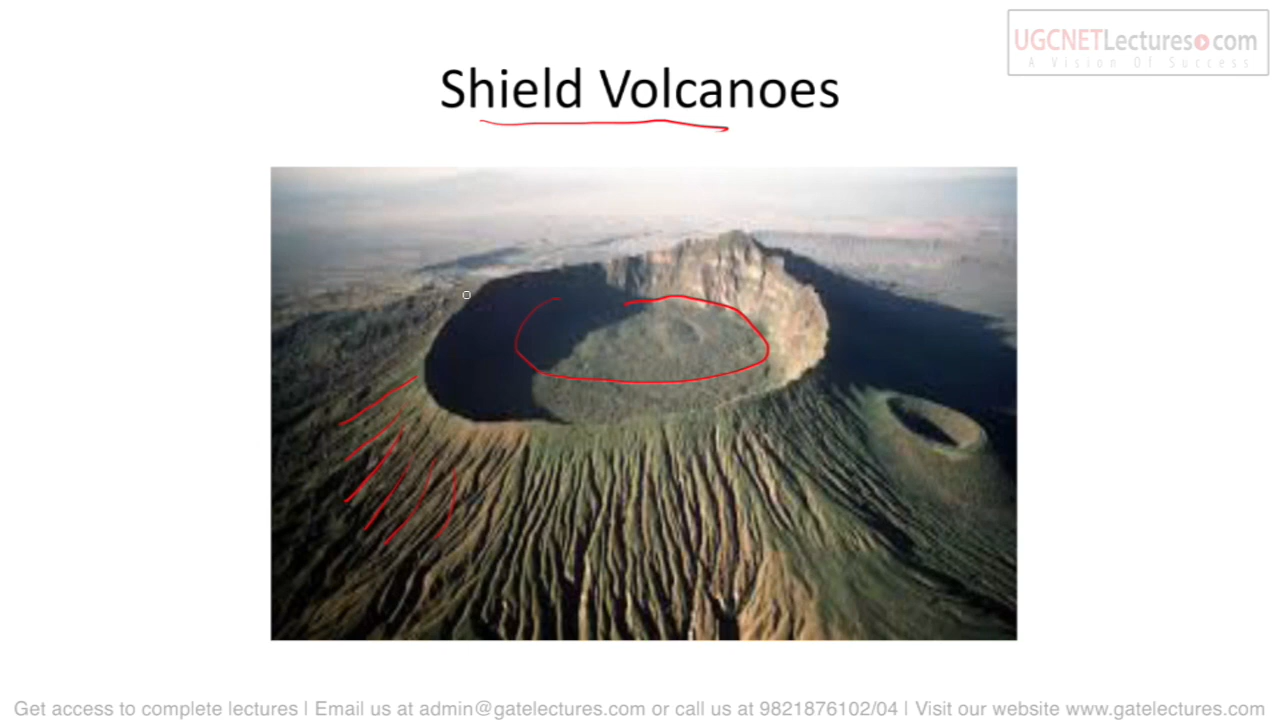 UGCNETLectures.com
A Vision Of Success
Shield Volcanoes
Get access to complete lectures | Email us at admin@gatelectures.com or call us at 9821876102/04 | Visit our website www.gatelectures.com